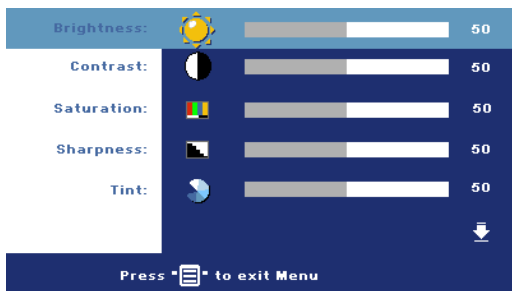 Brightness: 50
Contrast: 50
Saturation: 50
Sharpness: 50
Tint: 50
Press "" to exit Menu